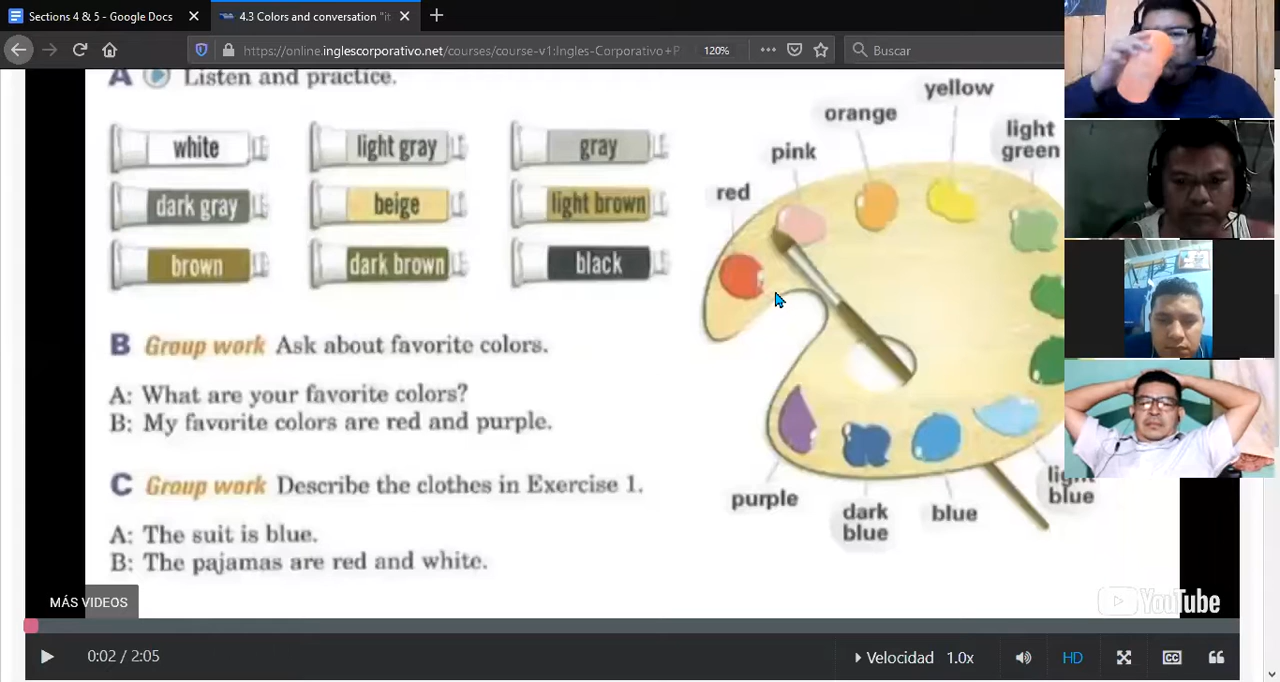 Sections 4 & 5 - Google Docs
4.3 Colors and conversation "it
https://online.inglescorporativo.net/courses/course-v1:Ingles-Corporativo+P
120%
Buscar
A Listen and practice.
white
light gray
gray
dark gray
beige
light brown
brown
dark brown
black
red
pink
orange
yellow
light
green
B Group work Ask about favorite colors.
A: What are your favorite colors?
B: My favorite colors are red and purple.
C Group work Describe the clothes in Exercise 1.
A: The suit is blue.
B: The pajamas are red and white.
purple
dark
blue
blue
light
blue
MÁS VIDEOS
YouTube
0:02 / 2:05
Velocidad 1.0x
HD
CC